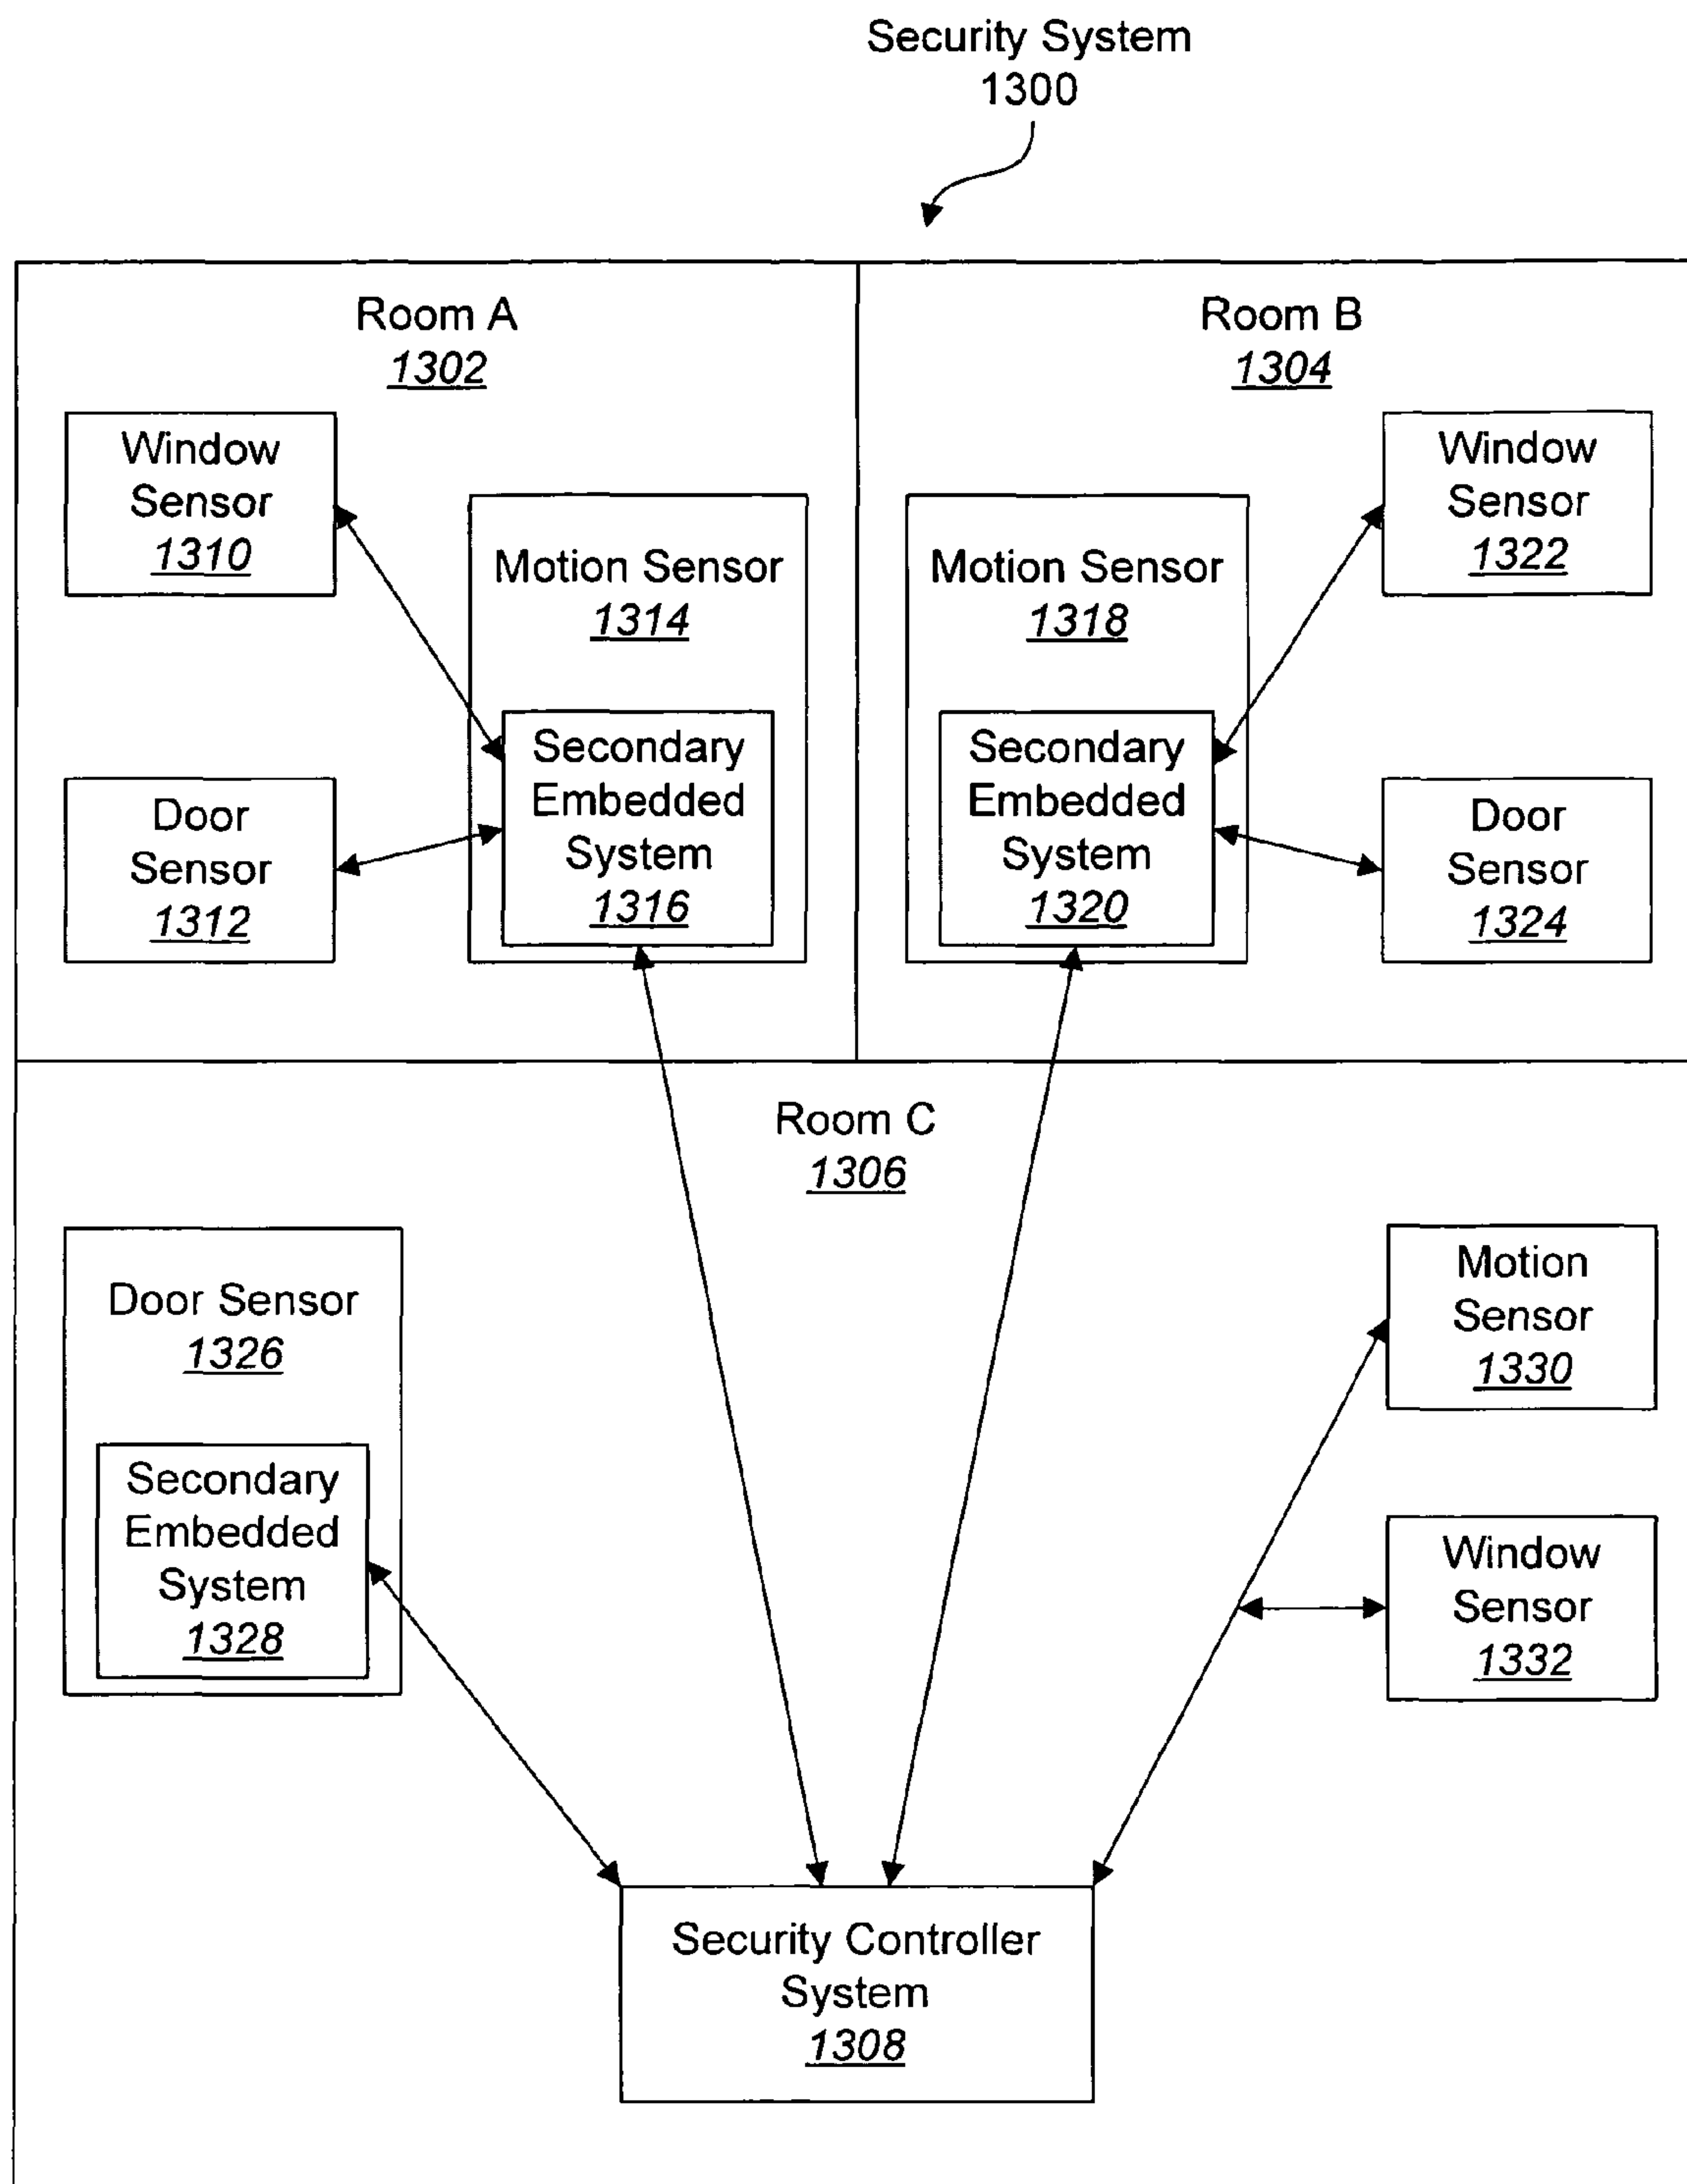 Security System
1300
Room A
1302
Window
Sensor
1310
Motion Sensor
1314
Secondary
Embedded
System
1316
Door
Sensor
1312
Room B
1304
Motion Sensor
1318
Secondary
Embedded
System
1320
Window
Sensor
1322
Door
Sensor
1324
Room C
1306
Door Sensor
1326
Secondary
Embedded
System
1328
Motion
Sensor
1330
Window
Sensor
1332
Security Controller
System
1308